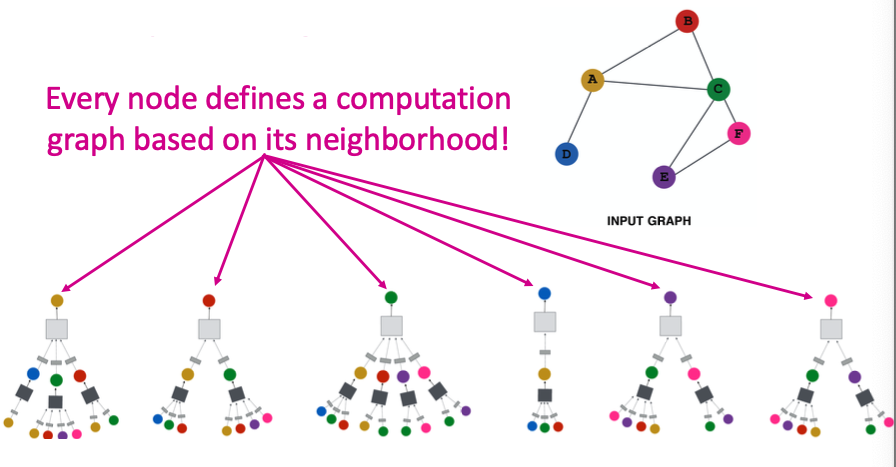 Every node defines a computation
graph based on its neighborhood!
B
A
C
F
D
E
INPUT GRAPH